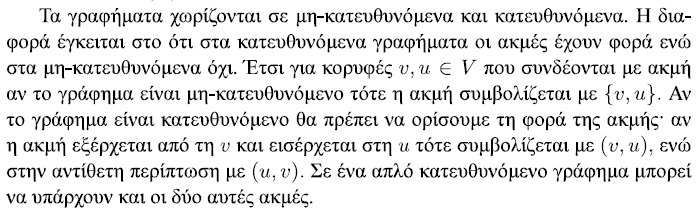 Τα γραφήματα χωρίζονται σε μη-κατευθυνόμενα και κατευθυνόμενα. Η δια-
φορά έγκειται στο ότι στα κατευθυνόμενα γραφήματα οι ακμές έχουν φορά ενώ
στα μη-κατευθυνόμενα όχι. Έτσι για κορυφές v, u ∈ V που συνδέονται με ακμή
αν το γράφημα είναι μη-κατευθυνόμενο τότε η ακμή συμβολίζεται με {v, u}. Αν
το γράφημα είναι κατευθυνόμενο θα πρέπει να ορίσουμε τη φορά της ακμής· αν
η ακμή εξέρχεται από τη v και εισέρχεται στη u τότε συμβολίζεται με (v, u), ενώ
στην αντίθετη περίπτωση με (u, v). Σε ένα απλό κατευθυνόμενο γράφημα μπορεί
να υπάρχουν και οι δύο αυτές ακμές.